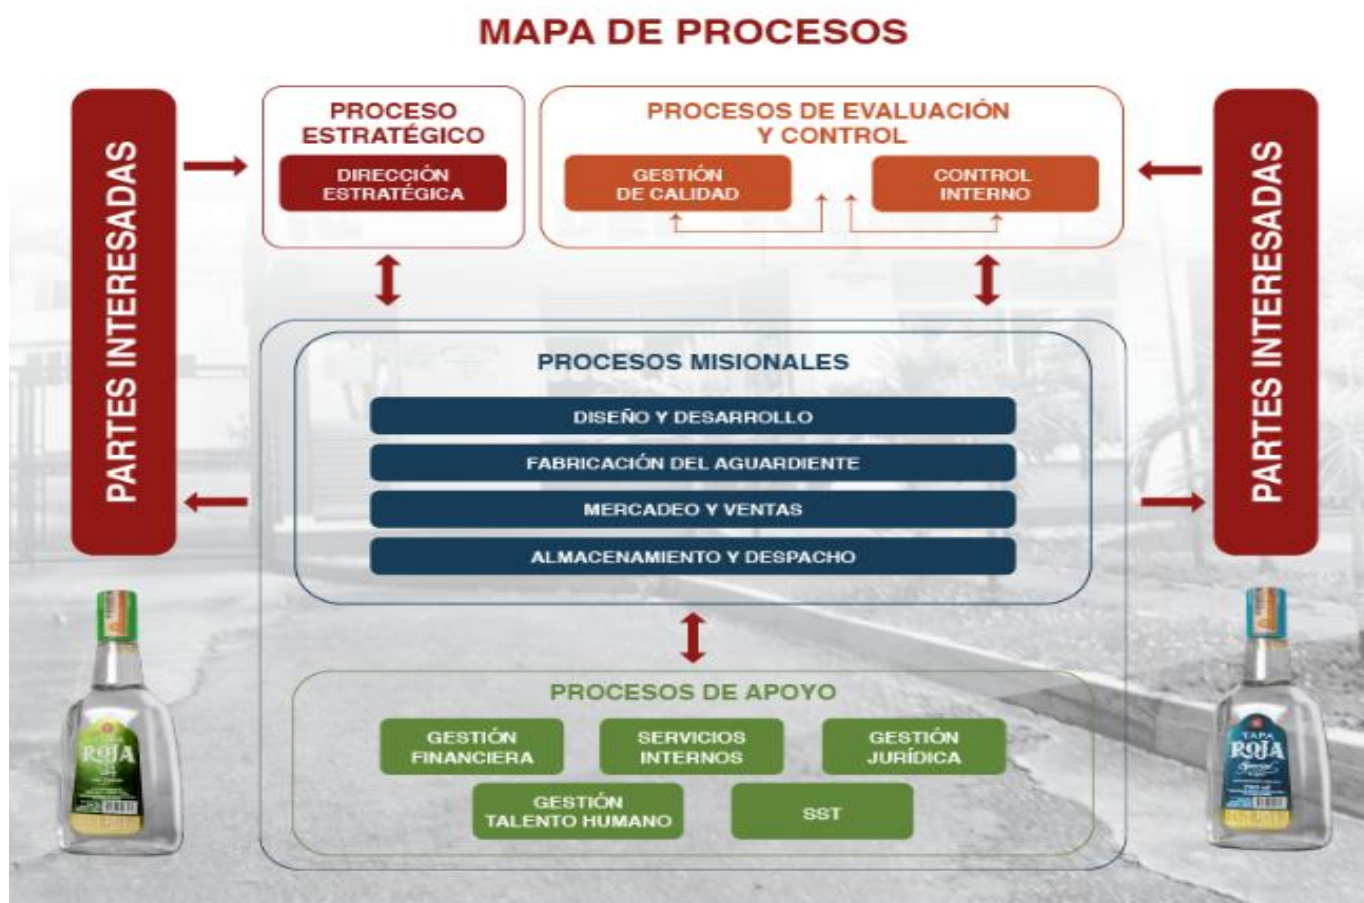 MAPA DE PROCESOS
PARTES INTERESADAS
PROCESO
ESTRATÉGICO
DIRECCIÓN
ESTRATÉGICA
PROCESOS DE EVALUACIÓN
Y CONTROL
GESTIÓN
DE CALIDAD
CONTROL
INTERNO
PARTES INTERESADAS
PROCESOS MISIONALES
DISEÑO Y DESARROLLO
FABRICACIÓN DEL AGUARDIENTE
MERCADEO Y VENTAS
ALMACENAMIENTO Y DESPACHO
PROCESOS DE APOYO
GESTIÓN
FINANCIERA
SERVICIOS
INTERNOS
GESTIÓN
JURÍDICA
GESTIÓN
TALENTO HUMANO
SST
ROJA
TAPA
ROJA
Especial